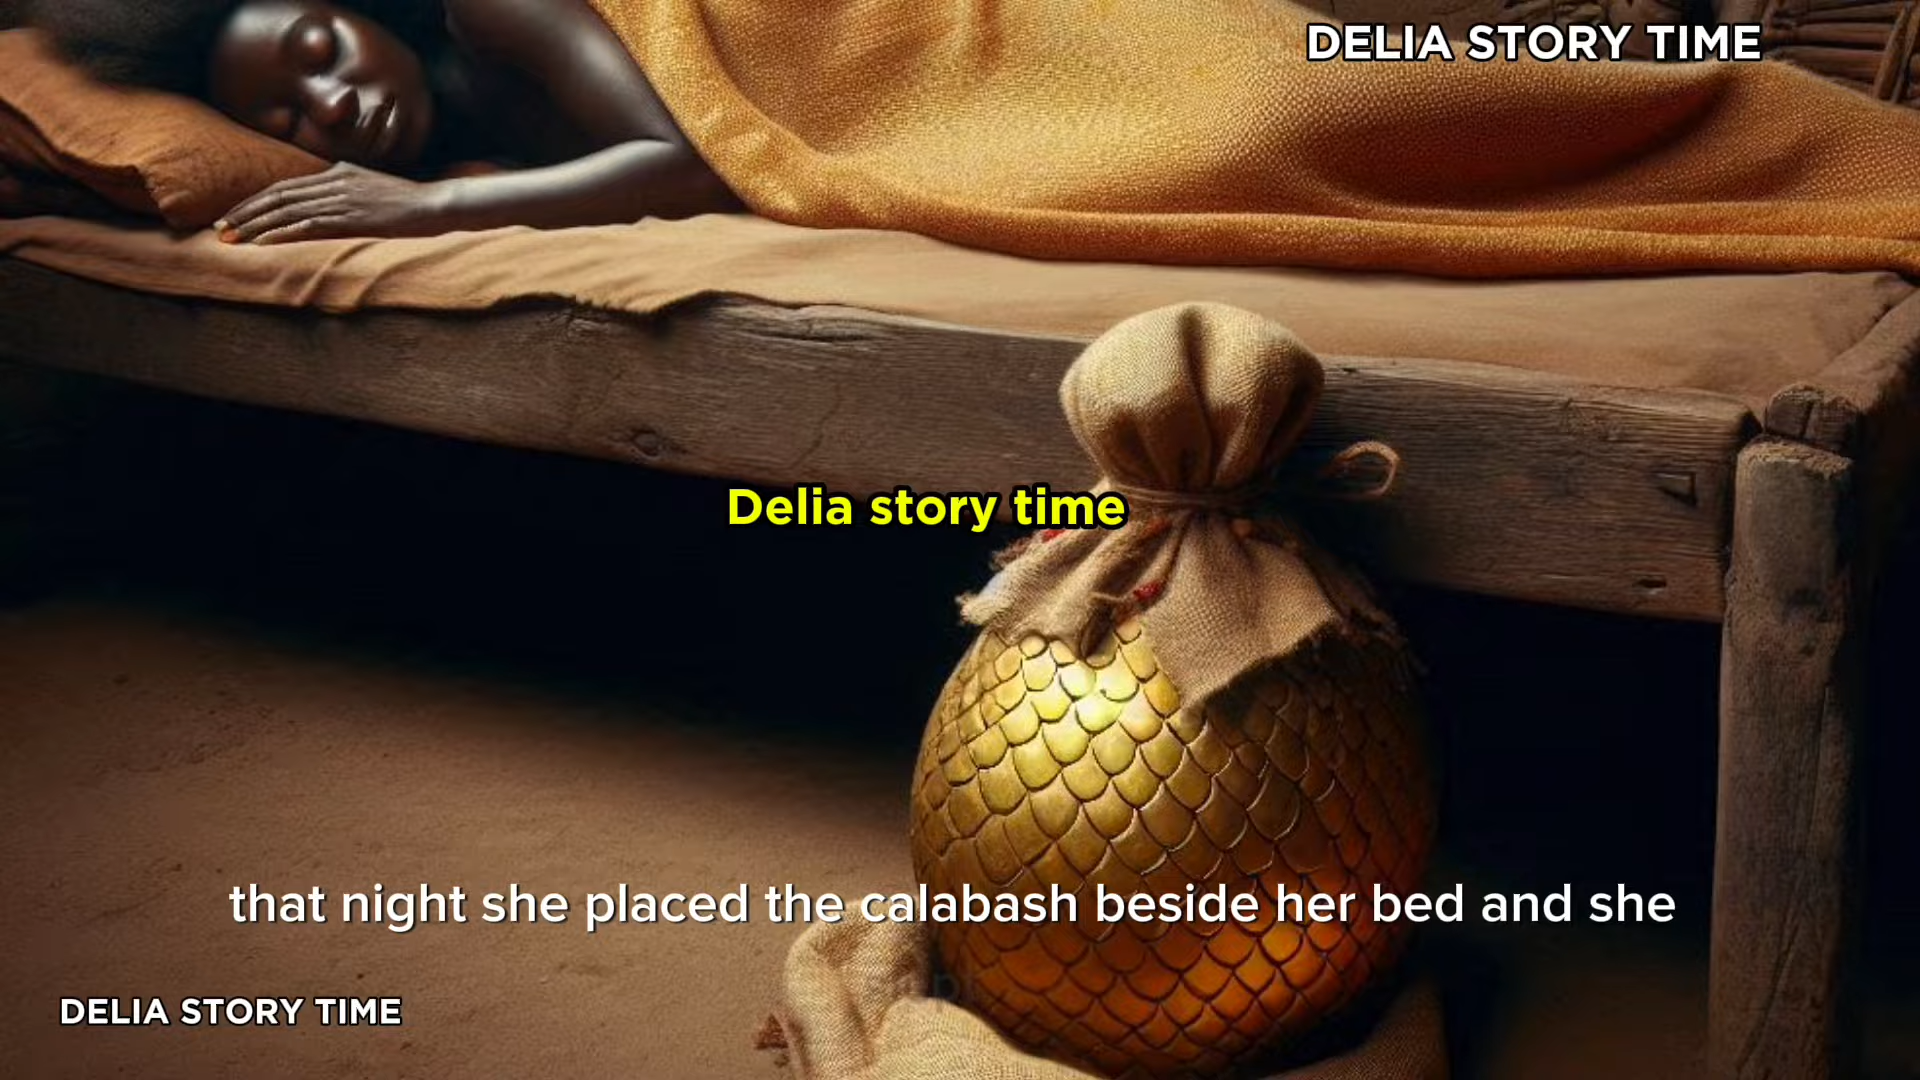 DELIA STORY TIME
Delia story time
that night she placed the calabash beside her bed and she
DELIA STORY TIME